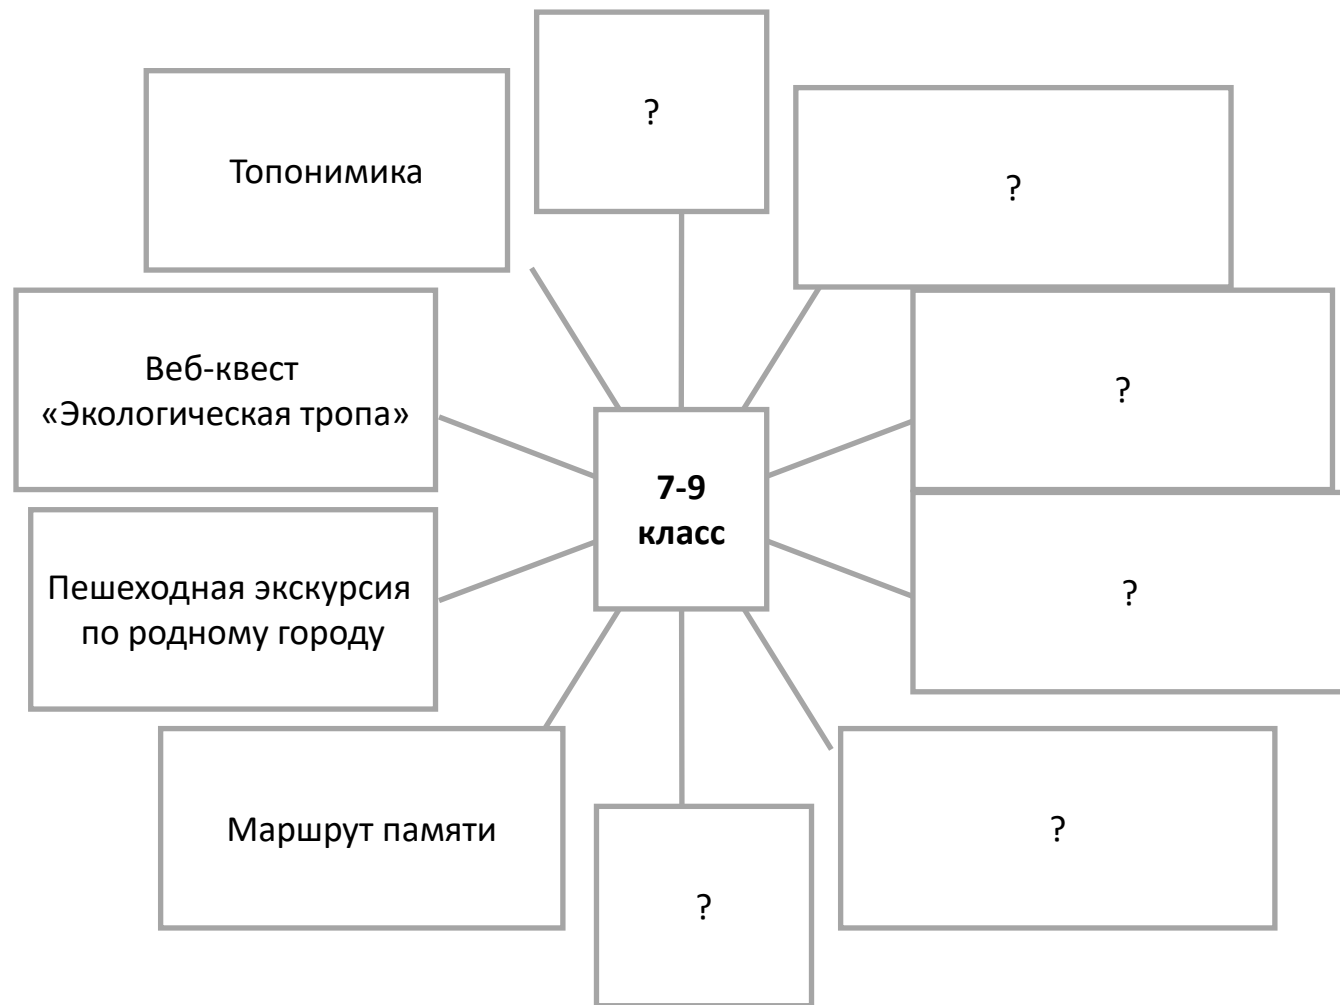 ?
Топонимика
?
Веб-квест
«Экологическая тропа»
?
7-9
класс
Пешеходная экскурсия
по родному городу
?
Маршрут памяти
?
?